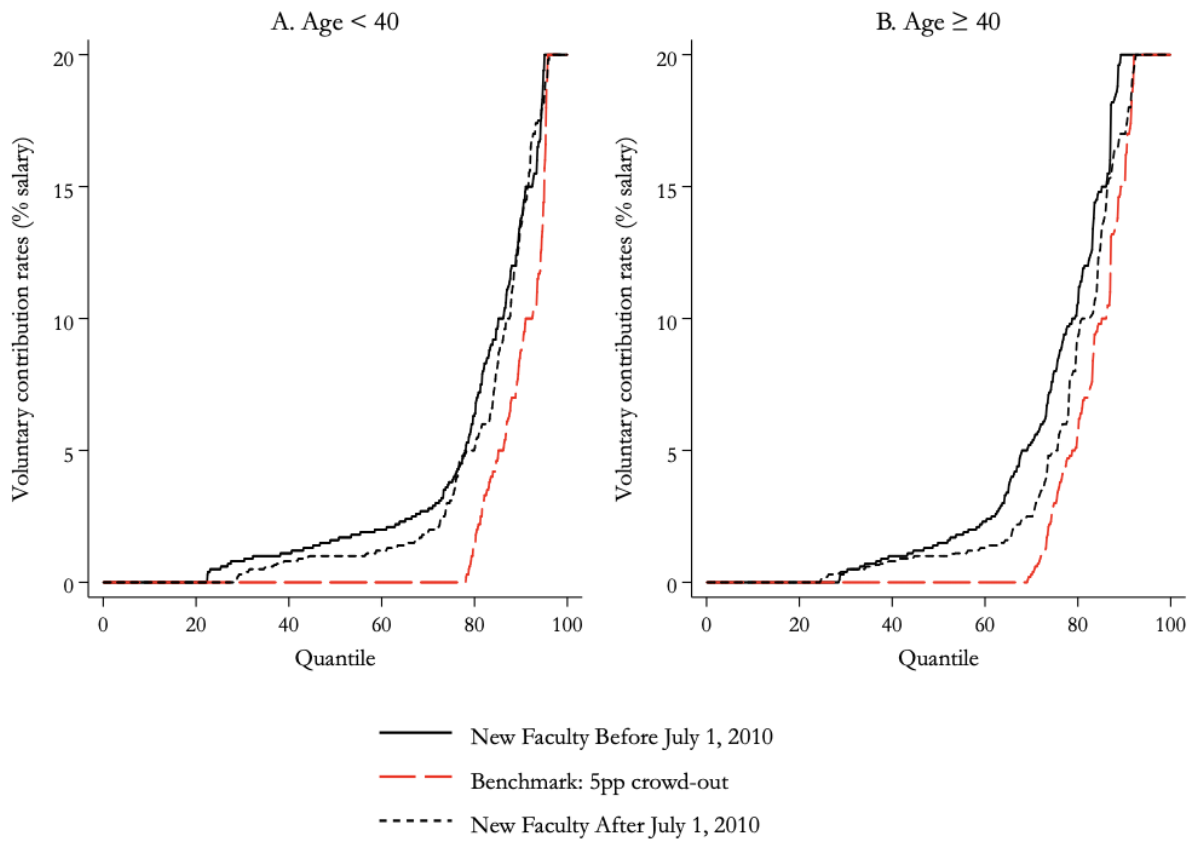 A. Age < 40
20
15
10
5
0
Voluntary contribution rates (% salary)
0 20 40 60 80 100
Quantile
B. Age ≥ 40
20
15
10
5
0
Voluntary contribution rates (% salary)
0 20 40 60 80 100
Quantile
New Faculty Before July 1, 2010
Benchmark: 5pp crowd-out
New Faculty After July 1, 2010